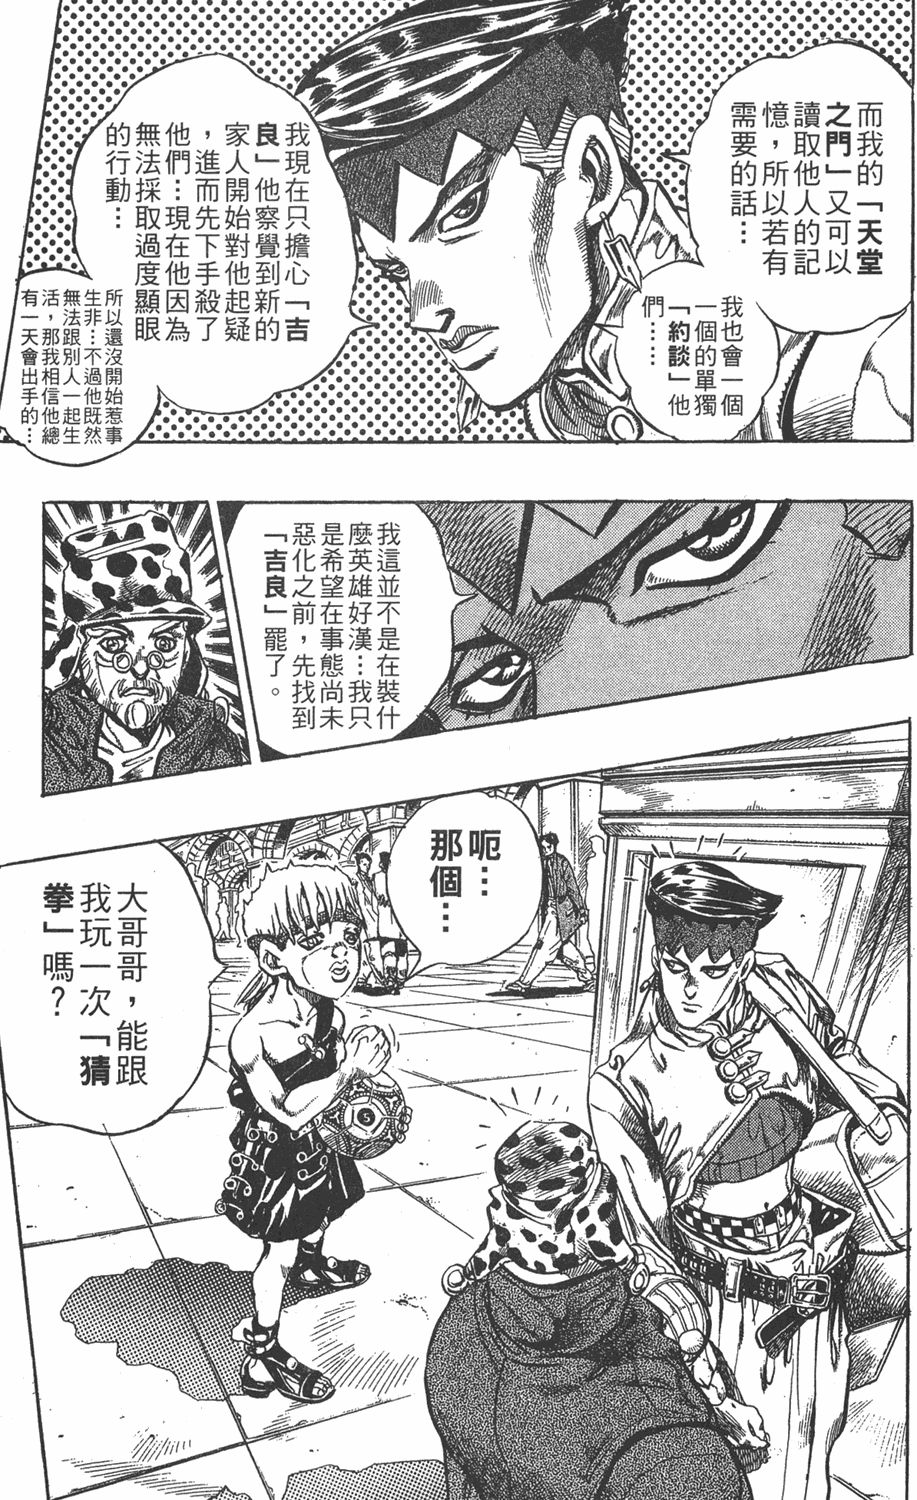 而我的「天堂
之門」又可以
讀取他人的記
憶，所以若有
需要的話…
我也會一個
一個的單獨
「約談」他
們……
我現在只擔心「吉
良」他察覺到新的
家人開始對他起疑
，進而先下手殺了
他們…現在他因為
無法採取過度顯眼
的行動…
所以還沒開始惹事
生非…不過他既然
無法跟別人一起生
活，那我相信他總
有一天會出手的…
我這並不是在裝什
麼英雄好漢…我只
是希望在事態尚未
惡化之前，先找到
「吉良」罷了。
呃…
那個…
大哥哥，能跟
我玩一次「猜
拳」嗎？